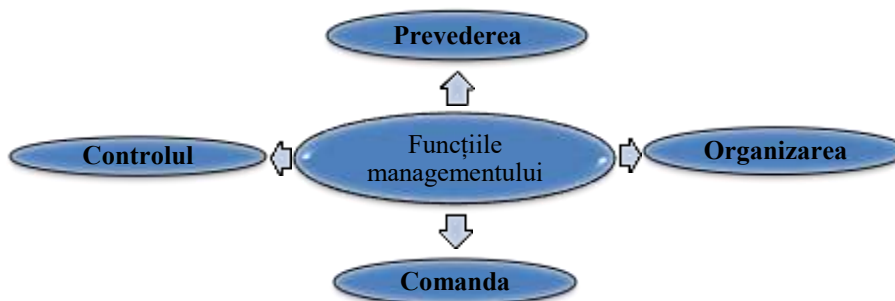 Prevederea
Controlul
Funcțiile
managementului
Organizarea
Comanda